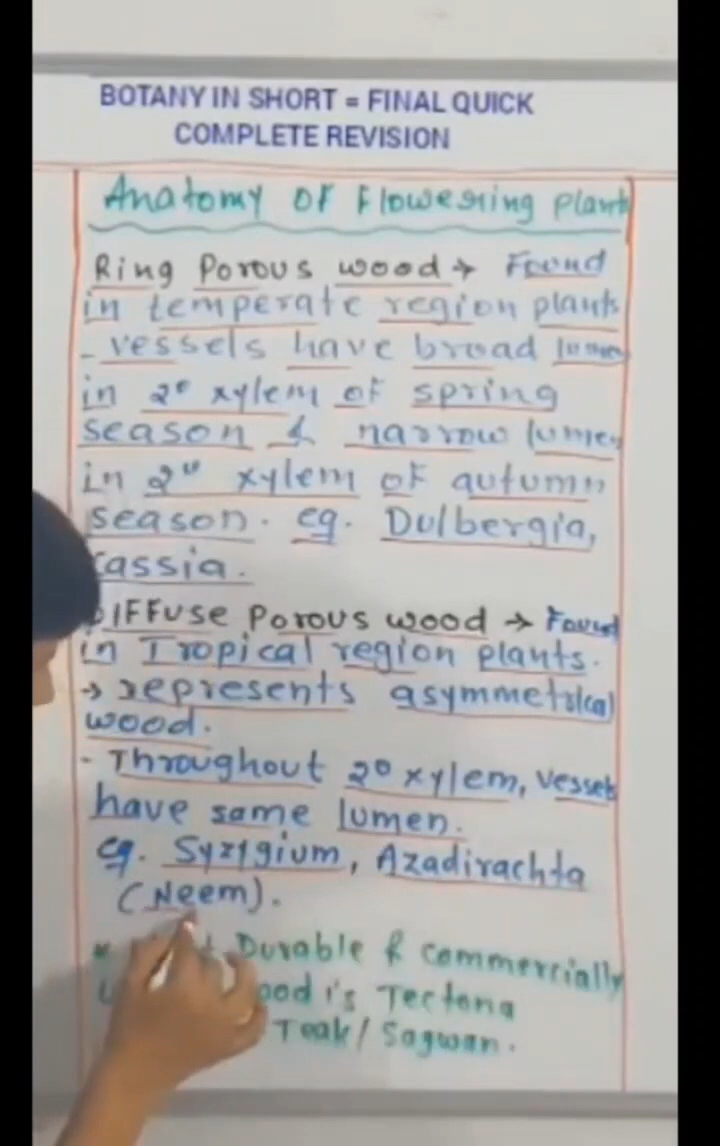 BOTANY IN SHORT = FINAL QUICK
COMPLETE REVISION
Anatomy OF Flowering plant
Ring Porous wood → Found
in temperate region plants
- vessels have broad lumen
in 2° xylem of spring
season & narrow lumen
in 2° xylem of autumn
season. eg. Dulbergia,
Cassia.
DIFFuse Porous wood → Found
in Tropical region plants.
→ represents asymmetrical
wood.
- Throughout 2° xylem, vessels
have same lumen.
eg. Syzygium, Azadirachta
(Neem).
Durable & commercially
is Tectona
Teak/ Sagwan.